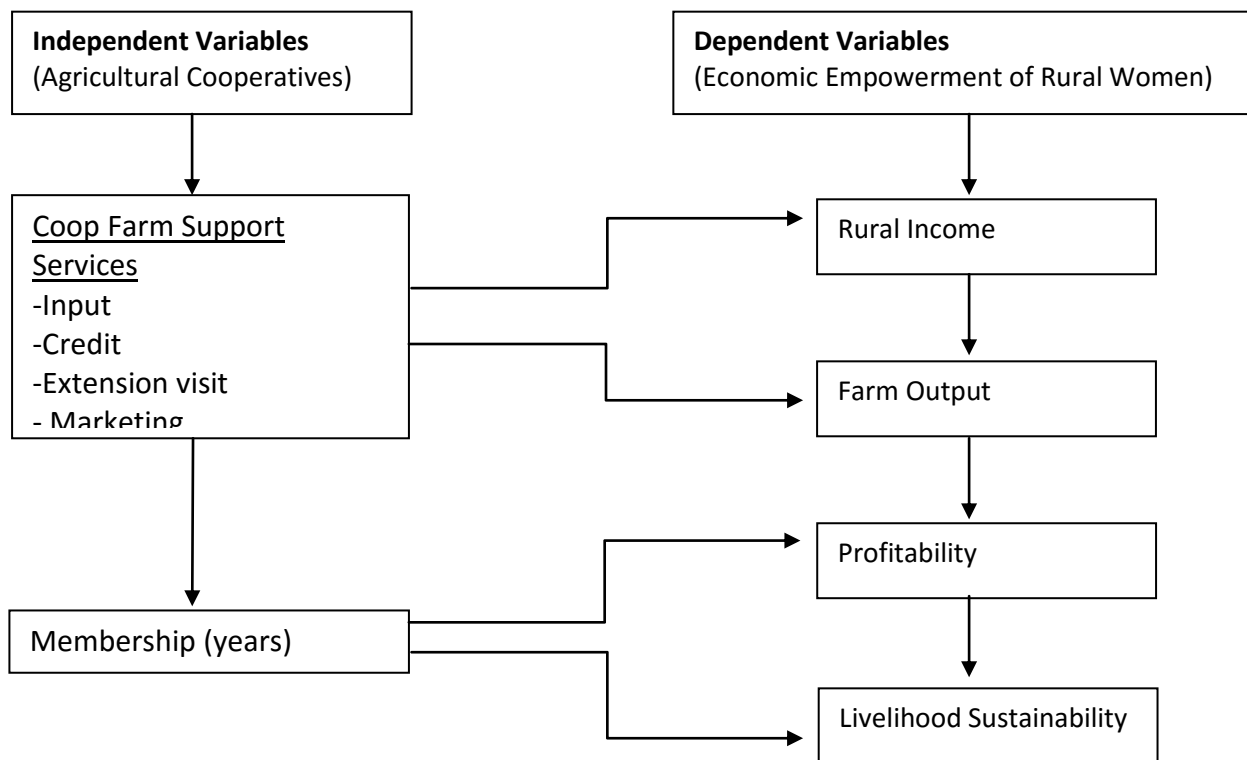 Independent Variables
(Agricultural Cooperatives)
Dependent Variables
(Economic Empowerment of Rural Women)
Coop Farm Support
Services
-Input
-Credit
-Extension visit
- Marketing
Rural Income
Farm Output
Profitability
Membership (years)
Livelihood Sustainability